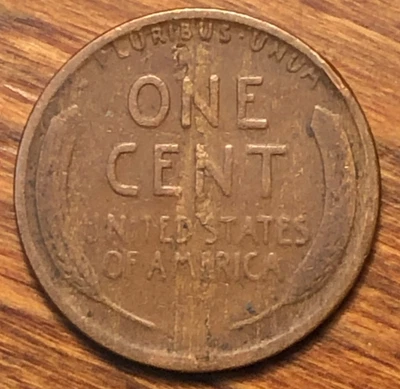 PLURIBUS·UNUM
ONE
CENT
UNITED STATES
OF AMERICA